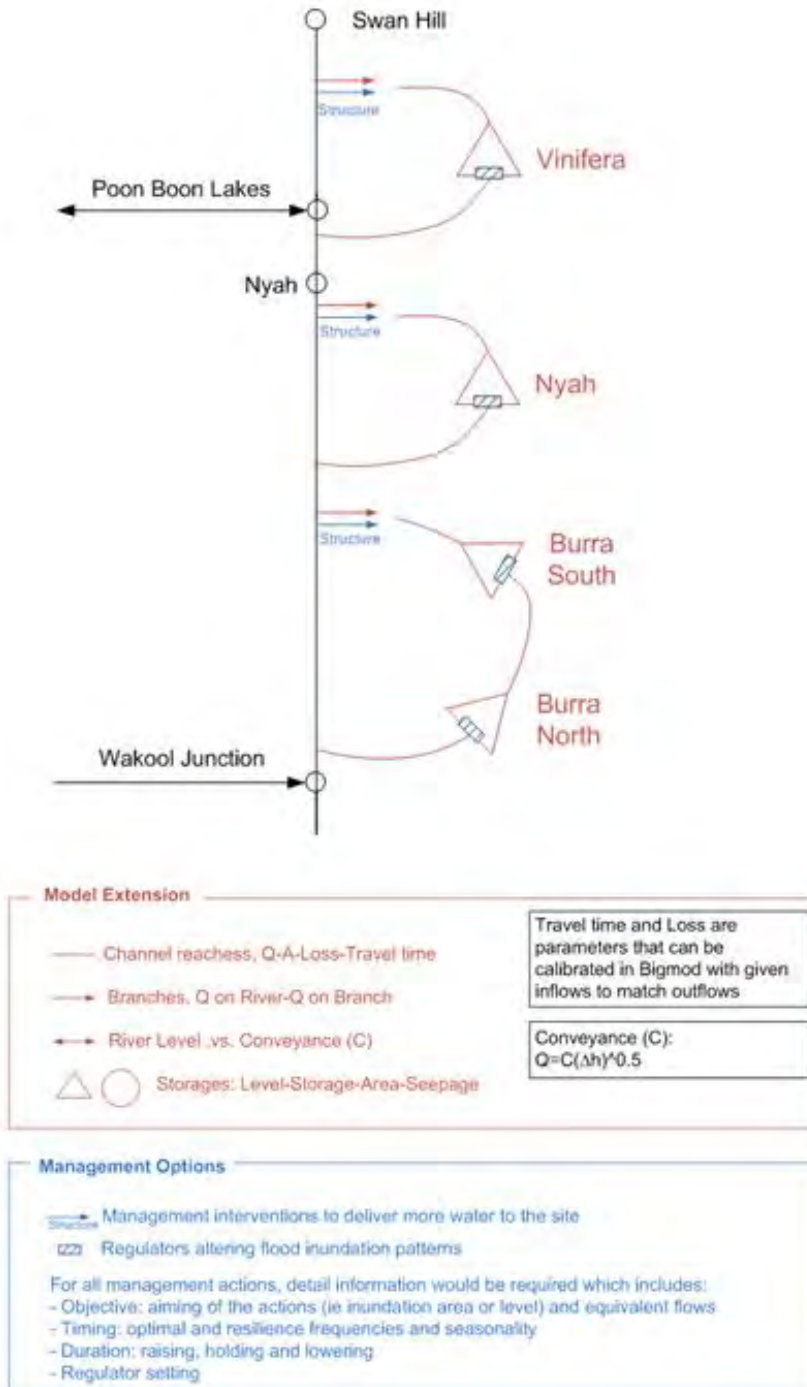 Swan Hill
Structure
Vinifera
Poon Boon Lakes
Nyah
Structure
Nyah
Structure
Burra
South
Burra
North
Wakool Junction
Model Extension
Channel reachess, Q-A-Loss-Travel time
Branches, Q on River-Q on Branch
River Level .vs. Conveyance (C)
Storages: Level-Storage-Area-Seepage
Travel time and Loss are
parameters that can be
calibrated in Bigmod with given
inflows to match outflows
Conveyance (C):
Q=C(Δh)^0.5
Management Options
Structure
Management interventions to deliver more water to the site
Regulators altering flood inundation patterns
For all management actions, detail information would be required which includes:
- Objective: aiming of the actions (ie inundation area or level) and equivalent flows
- Timing: optimal and resilience frequencies and seasonality
- Duration: raising, holding and lowering
- Regulator setting